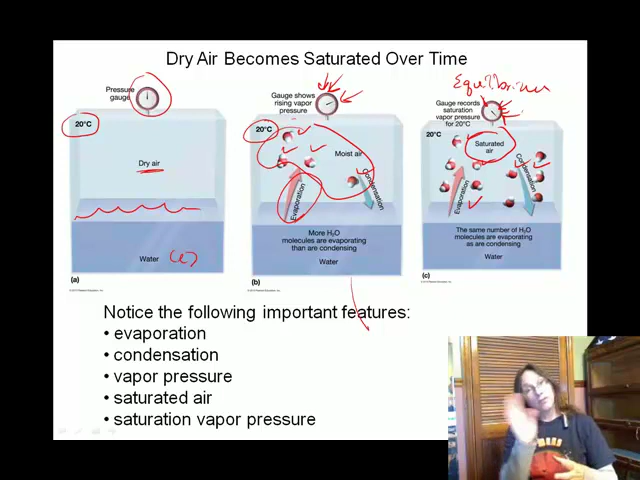 Dry Air Becomes Saturated Over Time
Pressure
gauge
20°C
Dry air
Water (l)
(a)
Gauge shows
rising vapor
pressure
20°C
Moist air
Evaporation
Condensation
More H₂O
molecules are evaporating
than are condensing
Water
(b)
Equilibrium
Gauge records
saturation
vapor pressure
for 20°C
20°C
Saturated
air
Evaporation
Condensation
The same number of H₂O
molecules are evaporating
as are condensing
Water
(c)
Notice the following important features:
• evaporation
• condensation
• vapor pressure
• saturated air
• saturation vapor pressure